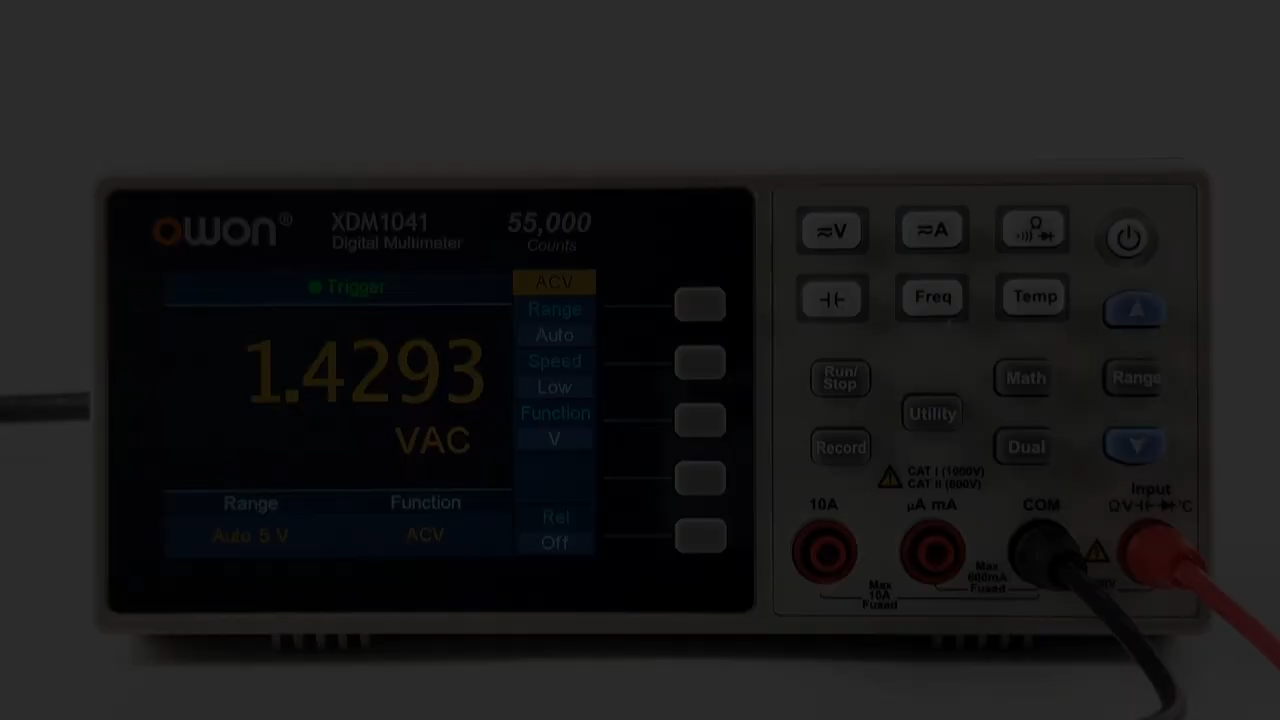 OWON® XDM1041 55,000
Digital Multimeter Counts
Trigger
1.4293
VAC
Range Function
Auto 5 V ACV
ACV
Range
Auto
Speed
Low
Function
V
Rel
Off
V
A
Freq
Temp
Run/
Stop
Math
Range
Utility
Record
Dual
CAT I (1000V)
CAT II (600V)
10A
μA mA
COM
Input
ΩV °C
Max
10A
Fused
Max
600mA
Fused